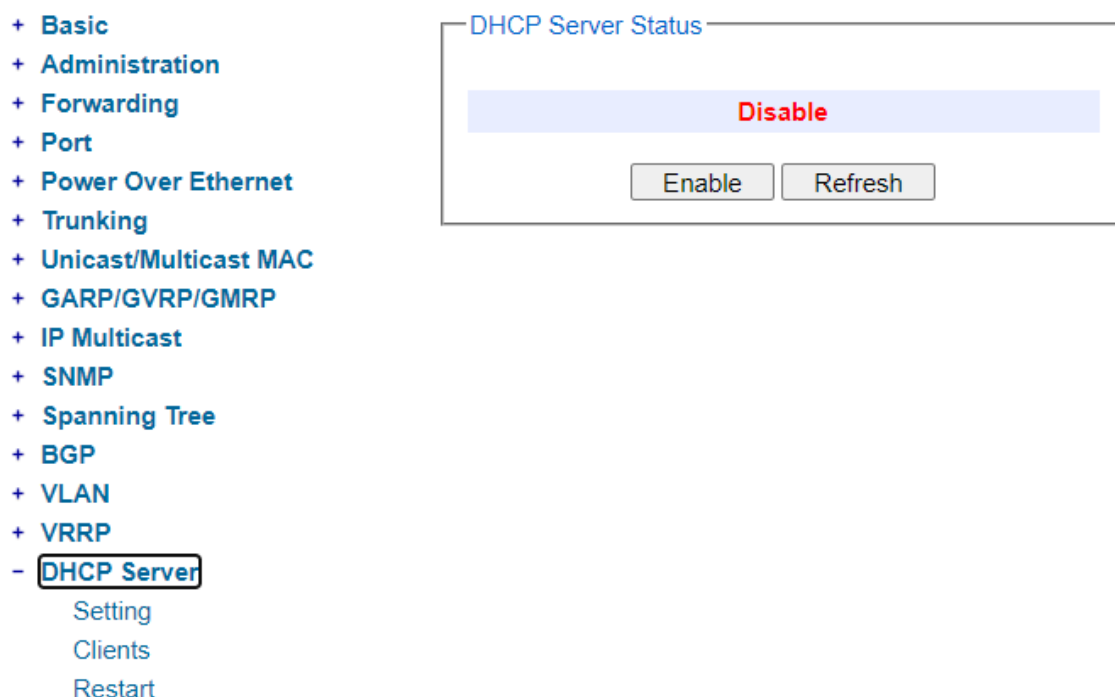 + Basic
+ Administration
+ Forwarding
+ Port
+ Power Over Ethernet
+ Trunking
+ Unicast/Multicast MAC
+ GARP/GVRP/GMRP
+ IP Multicast
+ SNMP
+ Spanning Tree
+ BGP
+ VLAN
+ VRRP
- DHCP Server
Setting
Clients
Restart
DHCP Server Status
Disable
Enable Refresh